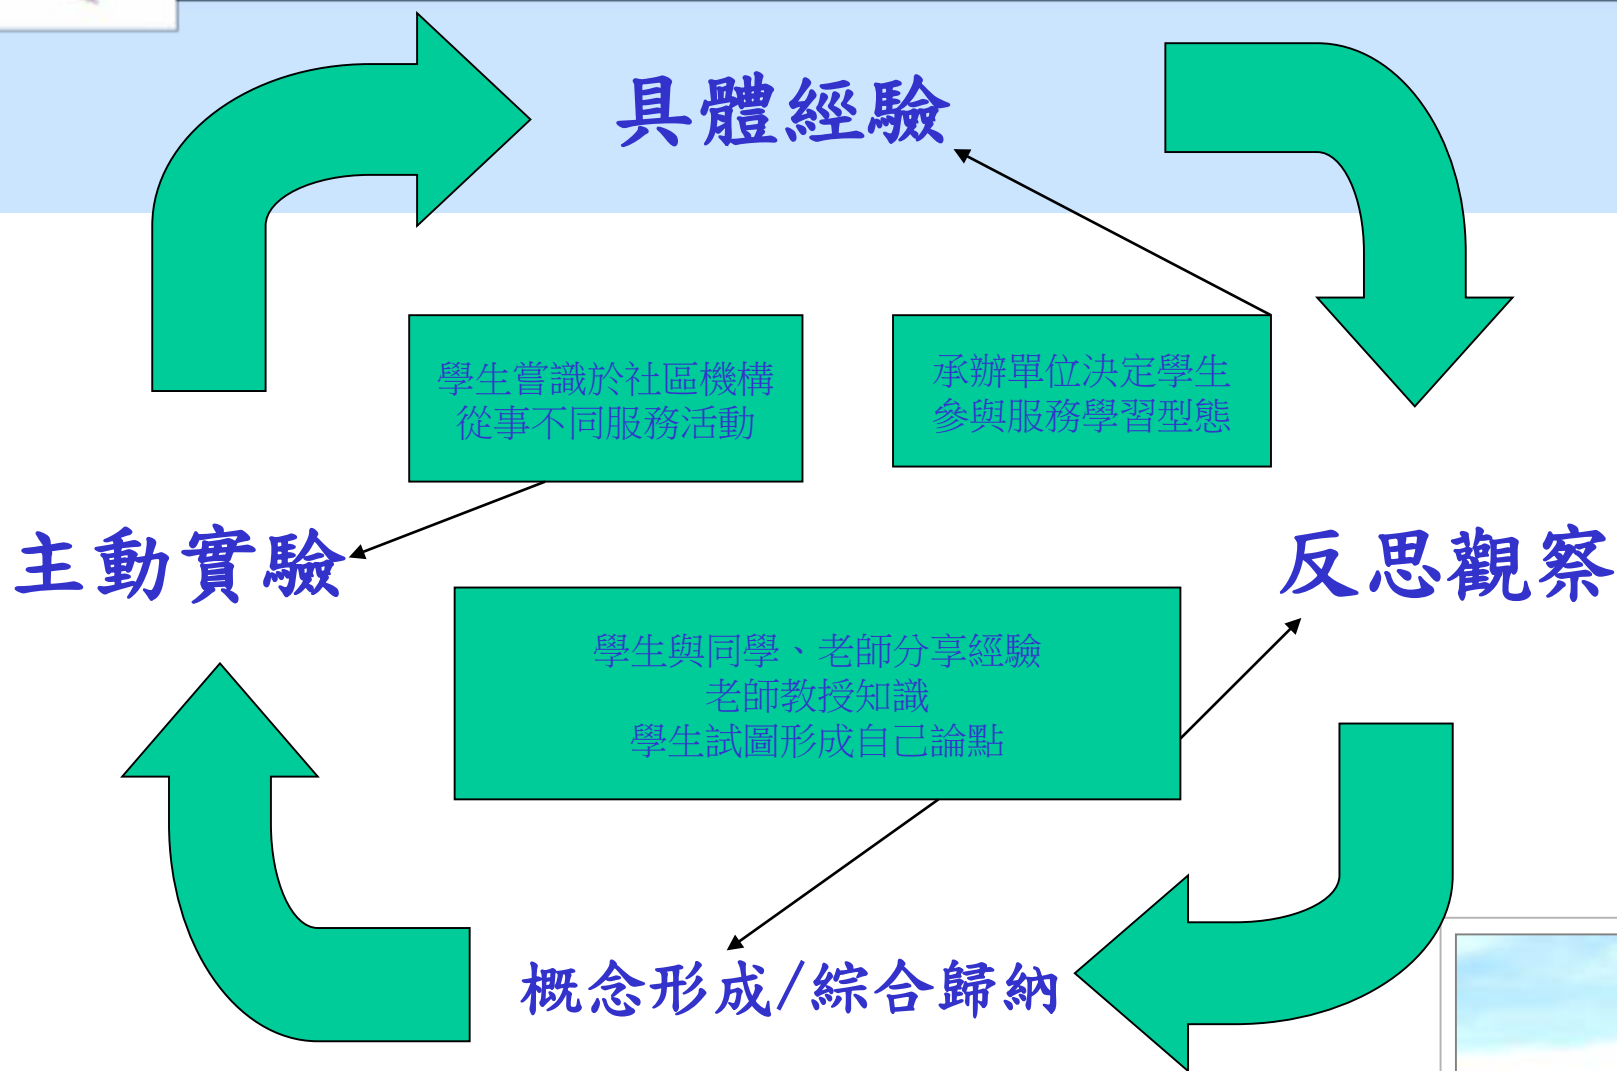 具體經驗
學生嘗識於社區機構
從事不同服務活動
承辦單位決定學生
參與服務學習型態
主動實驗
反思觀察
學生與同學、老師分享經驗
老師教授知識
學生試圖形成自己論點
概念形成/綜合歸納